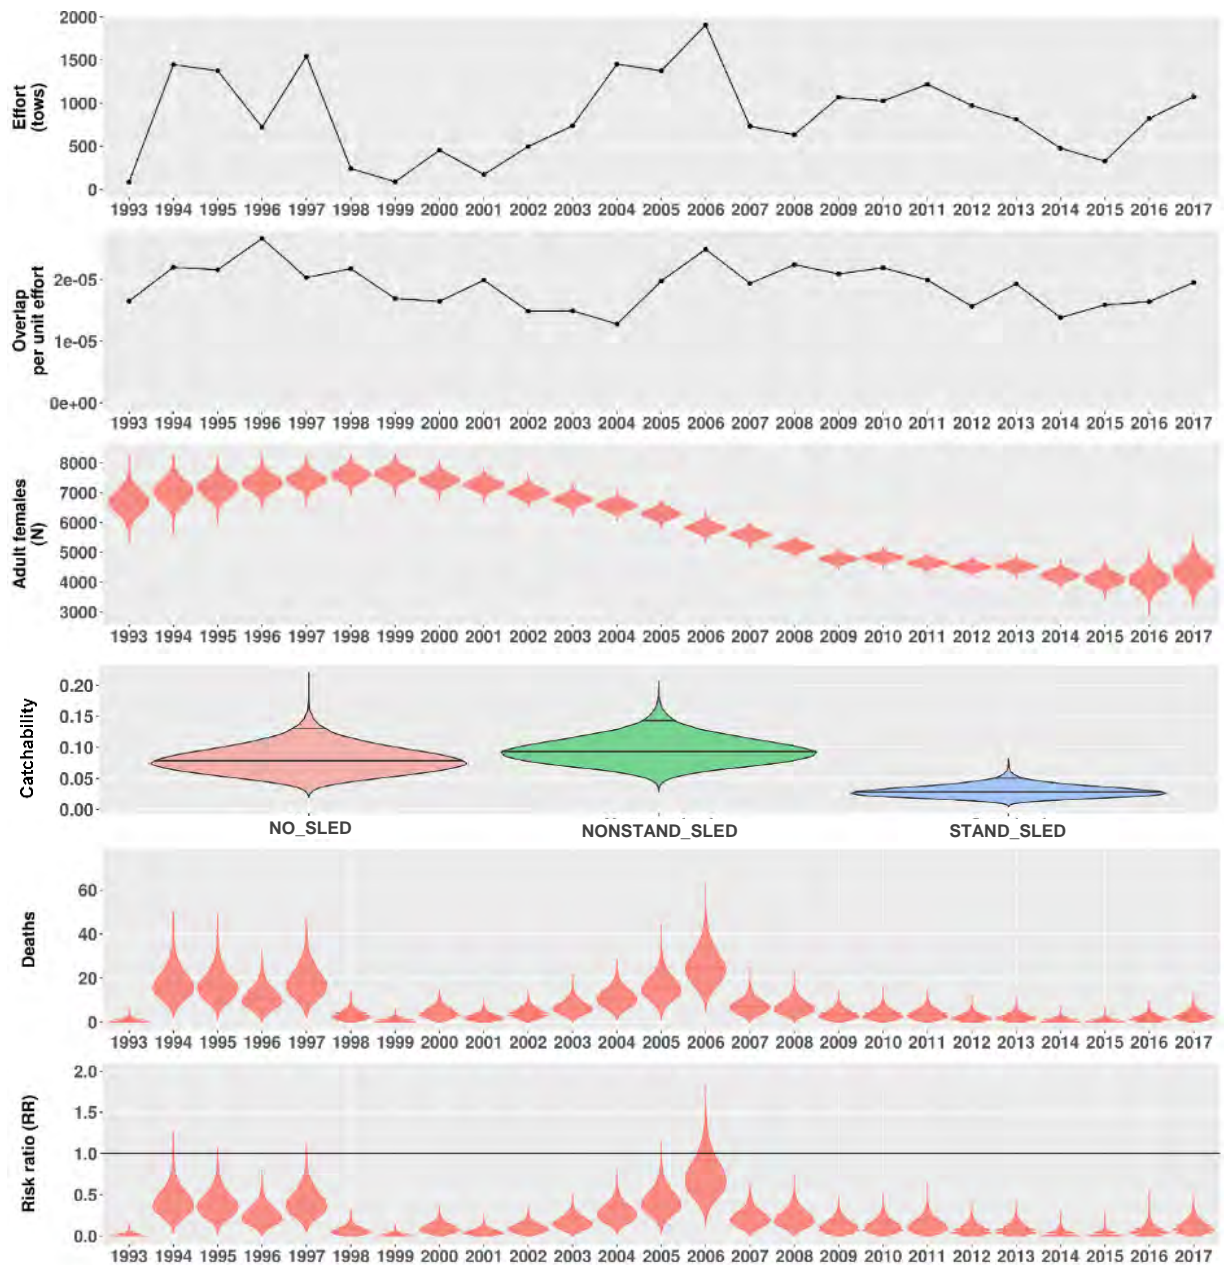 Effort
(tows)
2000
1500
1000
500
0
1993 1994 1995 1996 1997 1998 1999 2000 2001 2002 2003 2004 2005 2006 2007 2008 2009 2010 2011 2012 2013 2014 2015 2016 2017
Overlap
per unit effort
2e-05
1e-05
0e+00
1993 1994 1995 1996 1997 1998 1999 2000 2001 2002 2003 2004 2005 2006 2007 2008 2009 2010 2011 2012 2013 2014 2015 2016 2017
Adult females
(N)
8000
7000
6000
5000
4000
3000
1993 1994 1995 1996 1997 1998 1999 2000 2001 2002 2003 2004 2005 2006 2007 2008 2009 2010 2011 2012 2013 2014 2015 2016 2017
Catchability
0.20
0.15
0.10
0.05
0.00
NO_SLED NONSTAND_SLED STAND_SLED
Deaths
60
40
20
0
1993 1994 1995 1996 1997 1998 1999 2000 2001 2002 2003 2004 2005 2006 2007 2008 2009 2010 2011 2012 2013 2014 2015 2016 2017
Risk ratio (RR)
2.0
1.5
1.0
0.5
0.0
1993 1994 1995 1996 1997 1998 1999 2000 2001 2002 2003 2004 2005 2006 2007 2008 2009 2010 2011 2012 2013 2014 2015 2016 2017